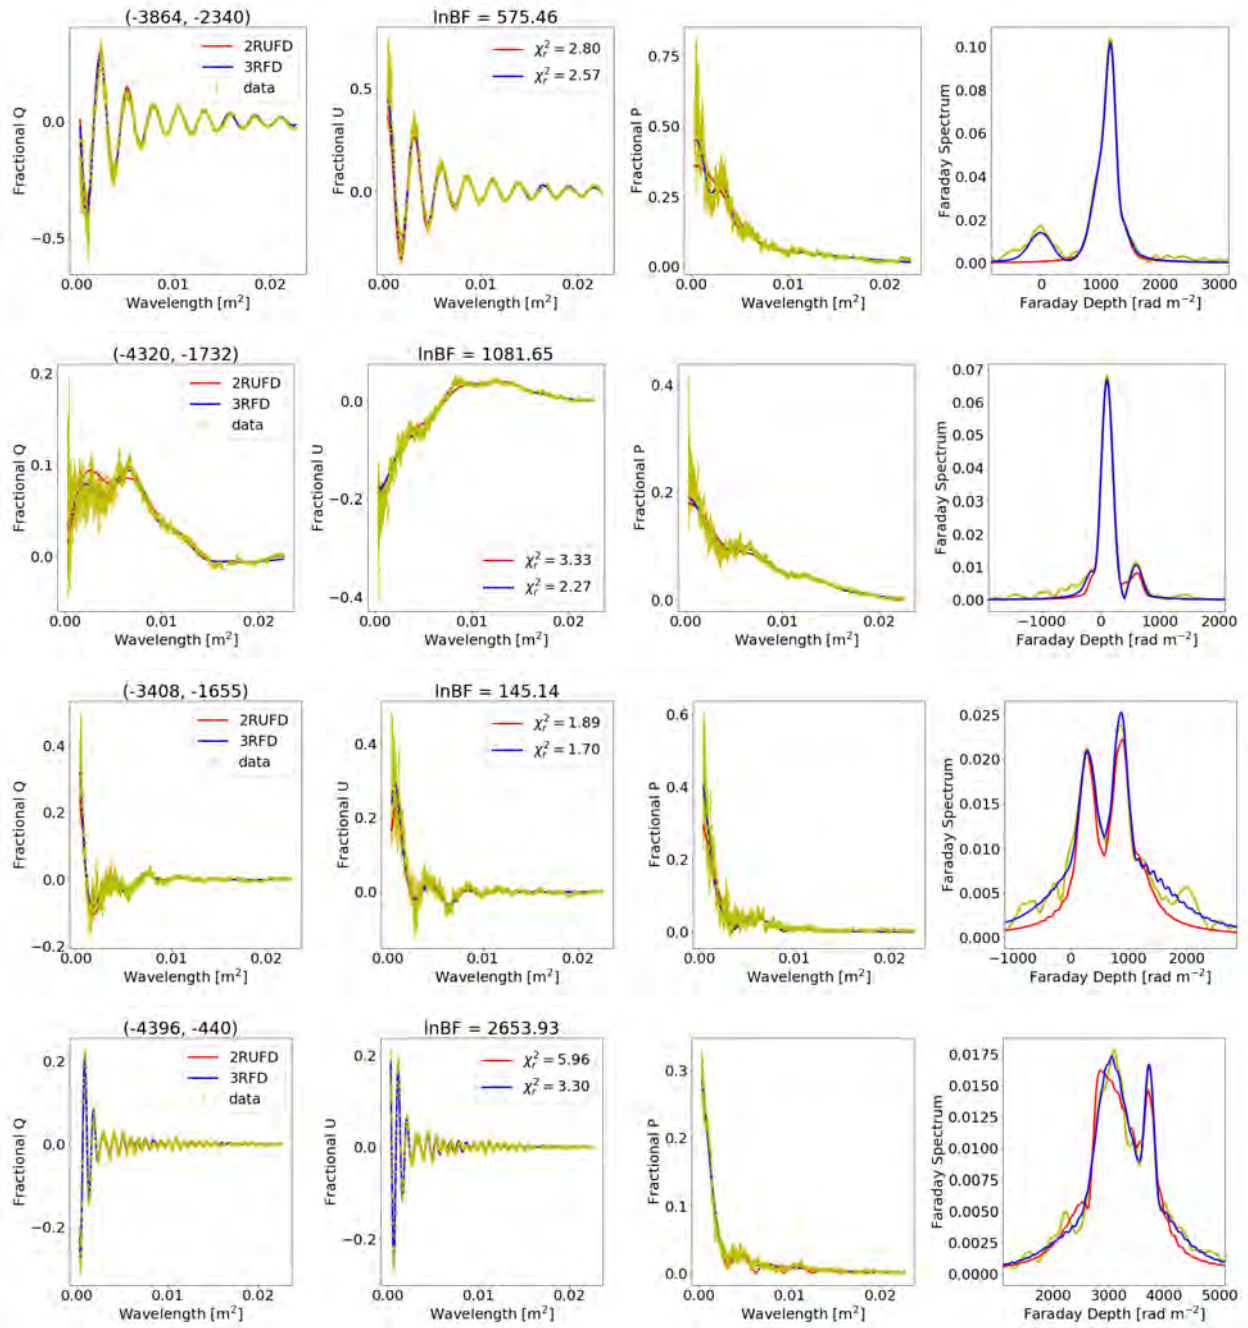 (-3864, -2340)
lnBF = 575.46
2RUFD
3RFD
data
χ²ᵣ = 2.80
χ²ᵣ = 2.57
Fractional Q
0.0
−0.5
0.00
0.01
0.02
Wavelength [m²]
Fractional U
0.5
0.0
0.00
0.01
0.02
Wavelength [m²]
Fractional P
0.75
0.50
0.25
0.00
0.00
0.01
0.02
Wavelength [m²]
Faraday Spectrum
0.10
0.08
0.06
0.04
0.02
0.00
0
1000
2000
3000
Faraday Depth [rad m⁻²]
(-4320, -1732)
lnBF = 1081.65
2RUFD
3RFD
data
χ²ᵣ = 3.33
χ²ᵣ = 2.27
Fractional Q
0.2
0.1
0.0
0.00
0.01
0.02
Wavelength [m²]
Fractional U
0.0
−0.2
−0.4
0.00
0.01
0.02
Wavelength [m²]
Fractional P
0.4
0.2
0.0
0.00
0.01
0.02
Wavelength [m²]
Faraday Spectrum
0.07
0.06
0.05
0.04
0.03
0.02
0.01
0.00
−1000
0
1000
2000
Faraday Depth [rad m⁻²]
(-3408, -1655)
lnBF = 145.14
2RUFD
3RFD
data
χ²ᵣ = 1.89
χ²ᵣ = 1.70
Fractional Q
0.4
0.2
0.0
−0.2
0.00
0.01
0.02
Wavelength [m²]
Fractional U
0.4
0.2
0.0
0.00
0.01
0.02
Wavelength [m²]
Fractional P
0.6
0.4
0.2
0.0
0.00
0.01
0.02
Wavelength [m²]
Faraday Spectrum
0.025
0.020
0.015
0.010
0.005
0.000
−1000
0
1000
2000
Faraday Depth [rad m⁻²]
(-4396, -440)
lnBF = 2653.93
2RUFD
3RFD
data
χ²ᵣ = 5.96
χ²ᵣ = 3.30
Fractional Q
0.2
0.0
−0.2
0.00
0.01
0.02
Wavelength [m²]
Fractional U
0.2
0.0
−0.2
0.00
0.01
0.02
Wavelength [m²]
Fractional P
0.3
0.2
0.1
0.0
0.00
0.01
0.02
Wavelength [m²]
Faraday Spectrum
0.0175
0.0150
0.0125
0.0100
0.0075
0.0050
0.0025
0.0000
2000
3000
4000
5000
Faraday Depth [rad m⁻²]